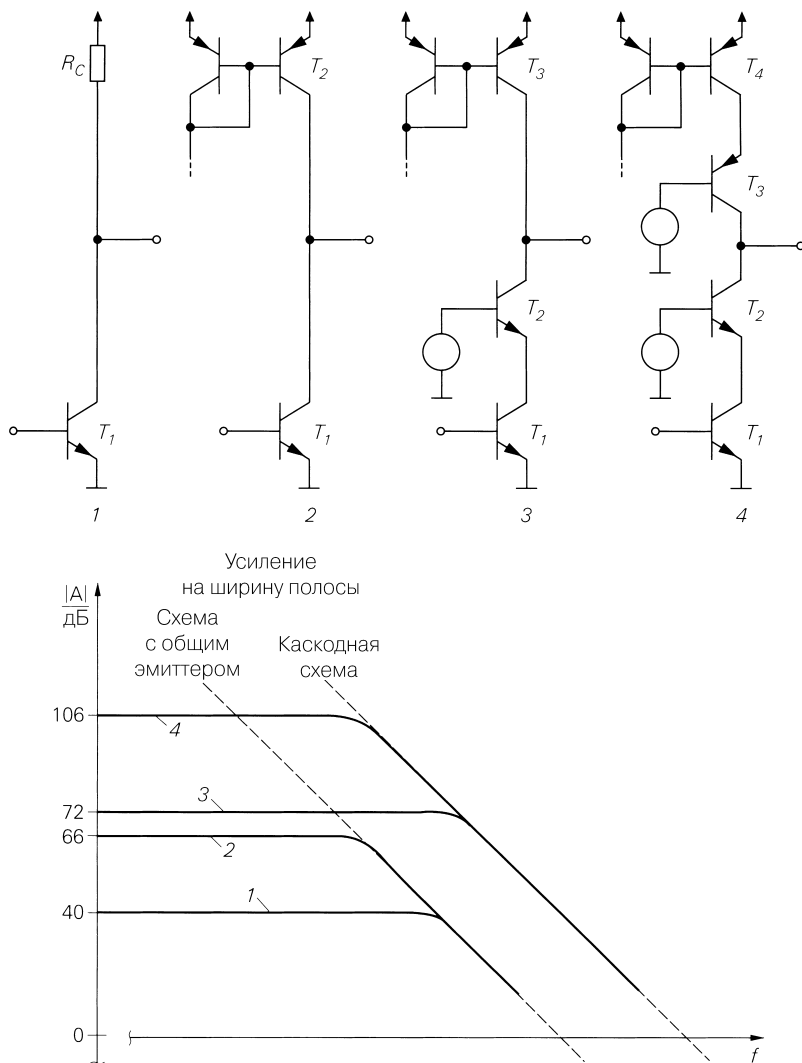 R_C
T_2
T_3
T_4
T_3
T_2
T_2
T_1
T_1
T_1
T_1
1
2
3
4
Усиление
на ширину полосы
Схема
с общим
эмиттером
Каскодная
схема
|A|
дБ
106
72
66
40
0
4
3
2
1
f